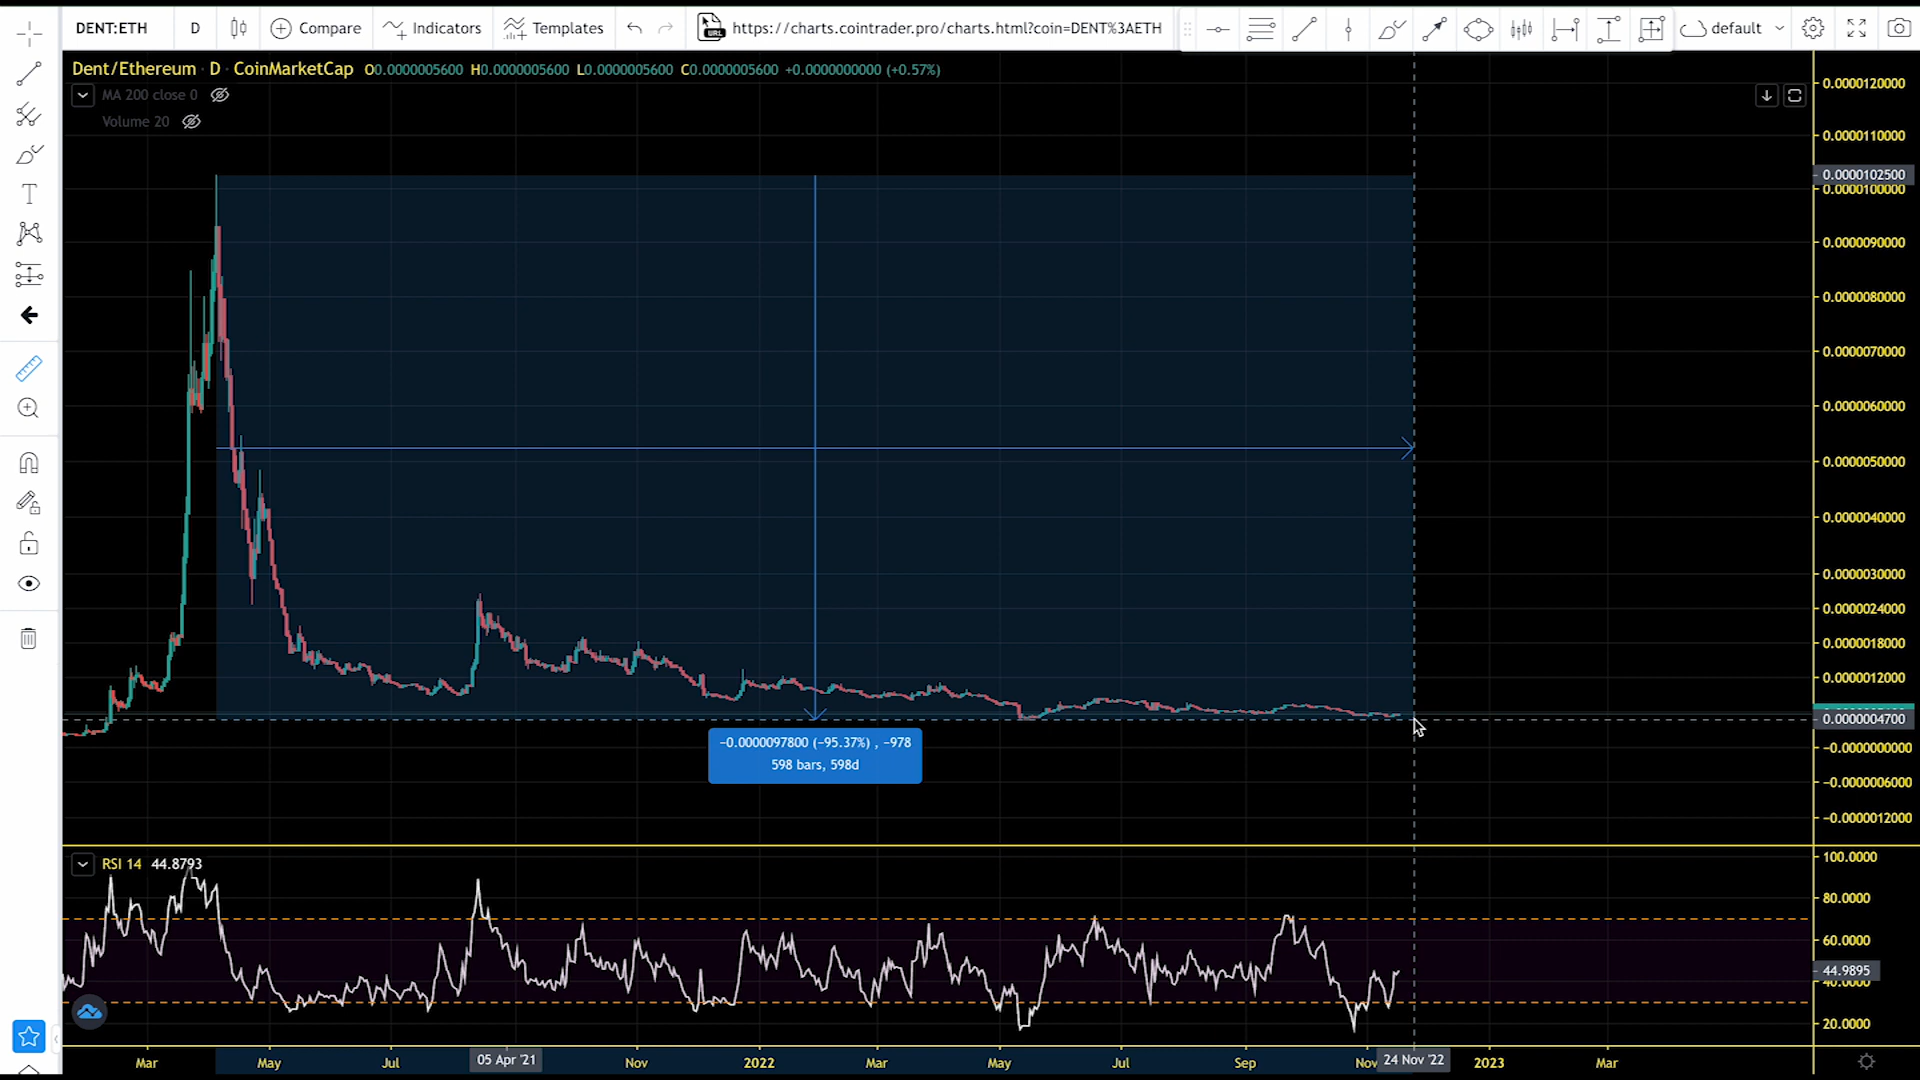 DENT:ETH D Compare Indicators Templates https://charts.cointrader.pro/charts.html?coin=DENT%3AETH default
URL
Dent/Ethereum · D · CoinMarketCap O0.0000005600 H0.0000005600 L0.0000005600 C0.0000005600 +0.0000000000 (+0.57%)
MA 200 close 0
Volume 20
0.0000120000
0.0000110000
0.0000102500
0.0000100000
0.0000090000
0.0000080000
0.0000070000
0.0000060000
0.0000050000
0.0000040000
0.0000030000
0.0000024000
0.0000018000
0.0000012000
0.0000004700
−0.0000000000
−0.0000006000
−0.0000012000
−0.0000097800 (−95.37%) , −978
598 bars, 598d
RSI 14 44.8793
100.0000
80.0000
60.0000
44.9895
40.0000
20.0000
Mar May Jul 05 Apr '21 Nov 2022 Mar May Jul Sep Nov 24 Nov '22 2023 Mar